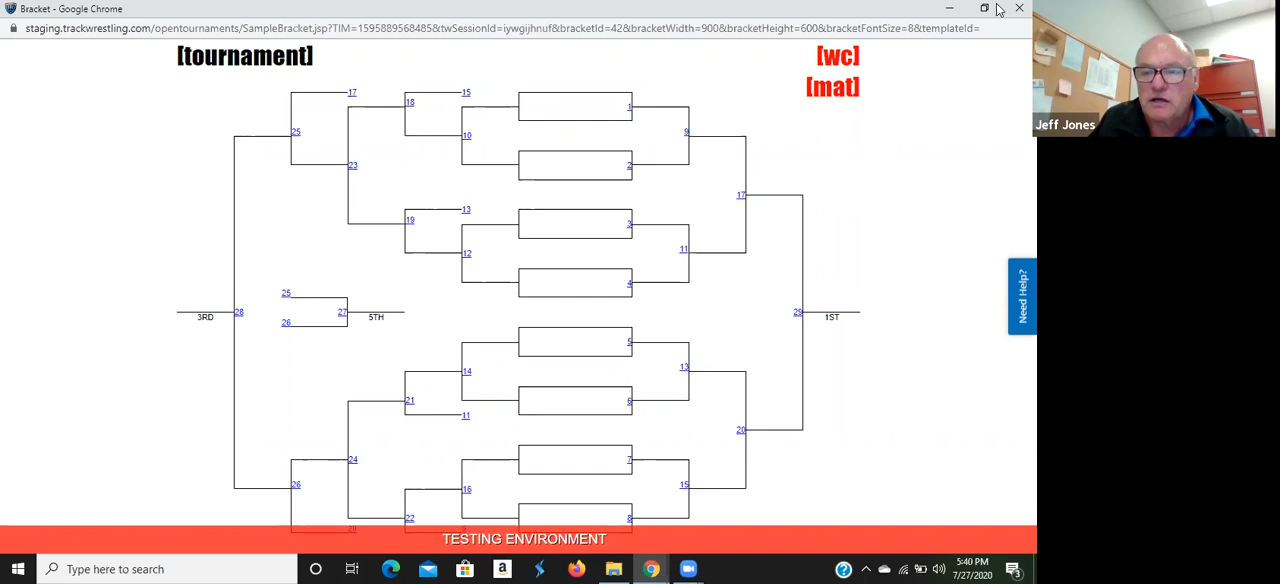 Bracket - Google Chrome
staging.trackwrestling.com/opentournaments/SampleBracket.jsp?TIM=1595889568485&twSessionId=iywgijhnuf&bracketId=42&bracketWidth=900&bracketHeight=600&bracketFontSize=8&templateId=
[tournament] [wc]
[mat]
17 15
18 1
25 10 9
23 2
17
13
19 3
12 11
4
25
3RD 28 27 5TH 29 1ST
26
5
14 13
21 6
11
20
24 7
26 16 15
22 8
20
Need Help?
Jeff Jones
TESTING ENVIRONMENT
Type here to search
5:40 PM
7/27/2020
3